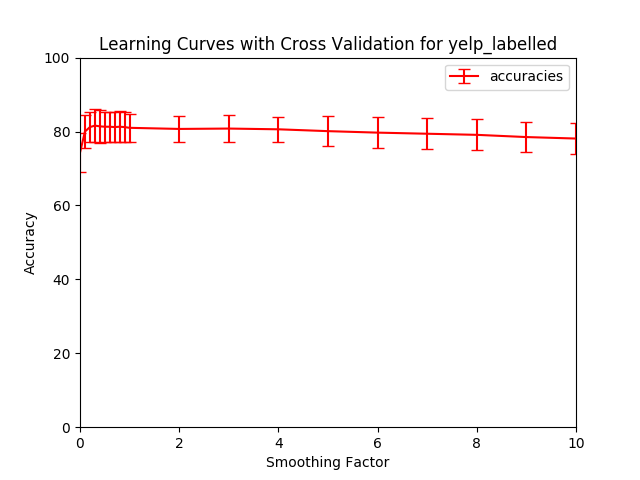 Learning Curves with Cross Validation for yelp_labelled
accuracies
100
80
60
40
20
0
Accuracy
0 2 4 6 8 10
Smoothing Factor